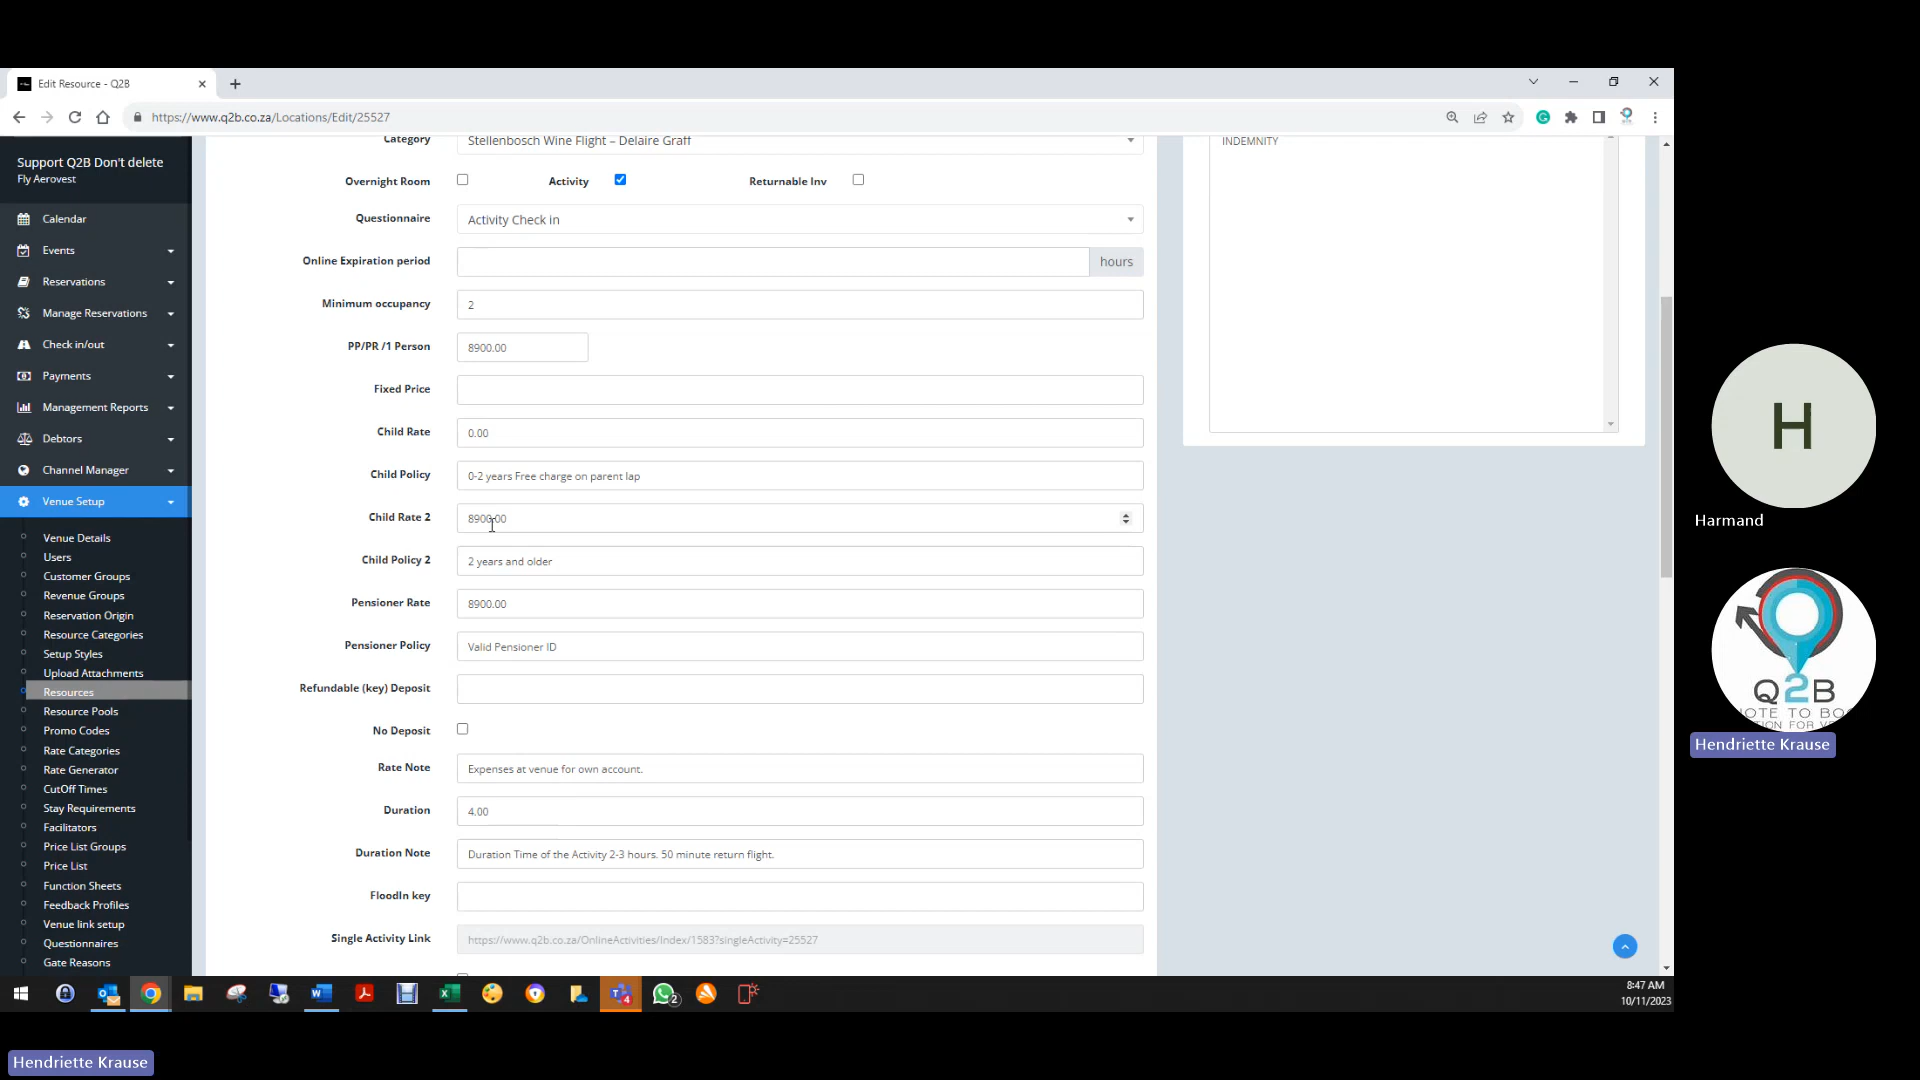 Edit Resource - Q2B
https://www.q2b.co.za/Locations/Edit/25527
Support Q2B Don't delete
Fly Aerovest
Calendar
Events
Reservations
Manage Reservations
Check in/out
Payments
Management Reports
Debtors
Channel Manager
Venue Setup
Venue Details
Users
Customer Groups
Revenue Groups
Reservation Origin
Resource Categories
Setup Styles
Upload Attachments
Resources
Resource Pools
Promo Codes
Rate Categories
Rate Generator
CutOff Times
Stay Requirements
Facilitators
Price List Groups
Price List
Function Sheets
Feedback Profiles
Venue link setup
Questionnaires
Gate Reasons
Category Stellenbosch Wine Flight – Delaire Graff
Overnight Room Activity Returnable Inv
Questionnaire Activity Check in
Online Expiration period hours
Minimum occupancy 2
PP/PR /1 Person 8900.00
Fixed Price
Child Rate 0.00
Child Policy 0-2 years Free charge on parent lap
Child Rate 2 8900.00
Child Policy 2 2 years and older
Pensioner Rate 8900.00
Pensioner Policy Valid Pensioner ID
Refundable (key) Deposit
No Deposit
Rate Note Expenses at venue for own account.
Duration 4.00
Duration Note Duration Time of the Activity 2-3 hours. 50 minute return flight.
FloodIn key
Single Activity Link https://www.q2b.co.za/OnlineActivities/Index/1583?singleActivity=25527
INDEMNITY
H
Harmand
Q2B
Hendriette Krause
4
2
8:47 AM
10/11/2023
Hendriette Krause